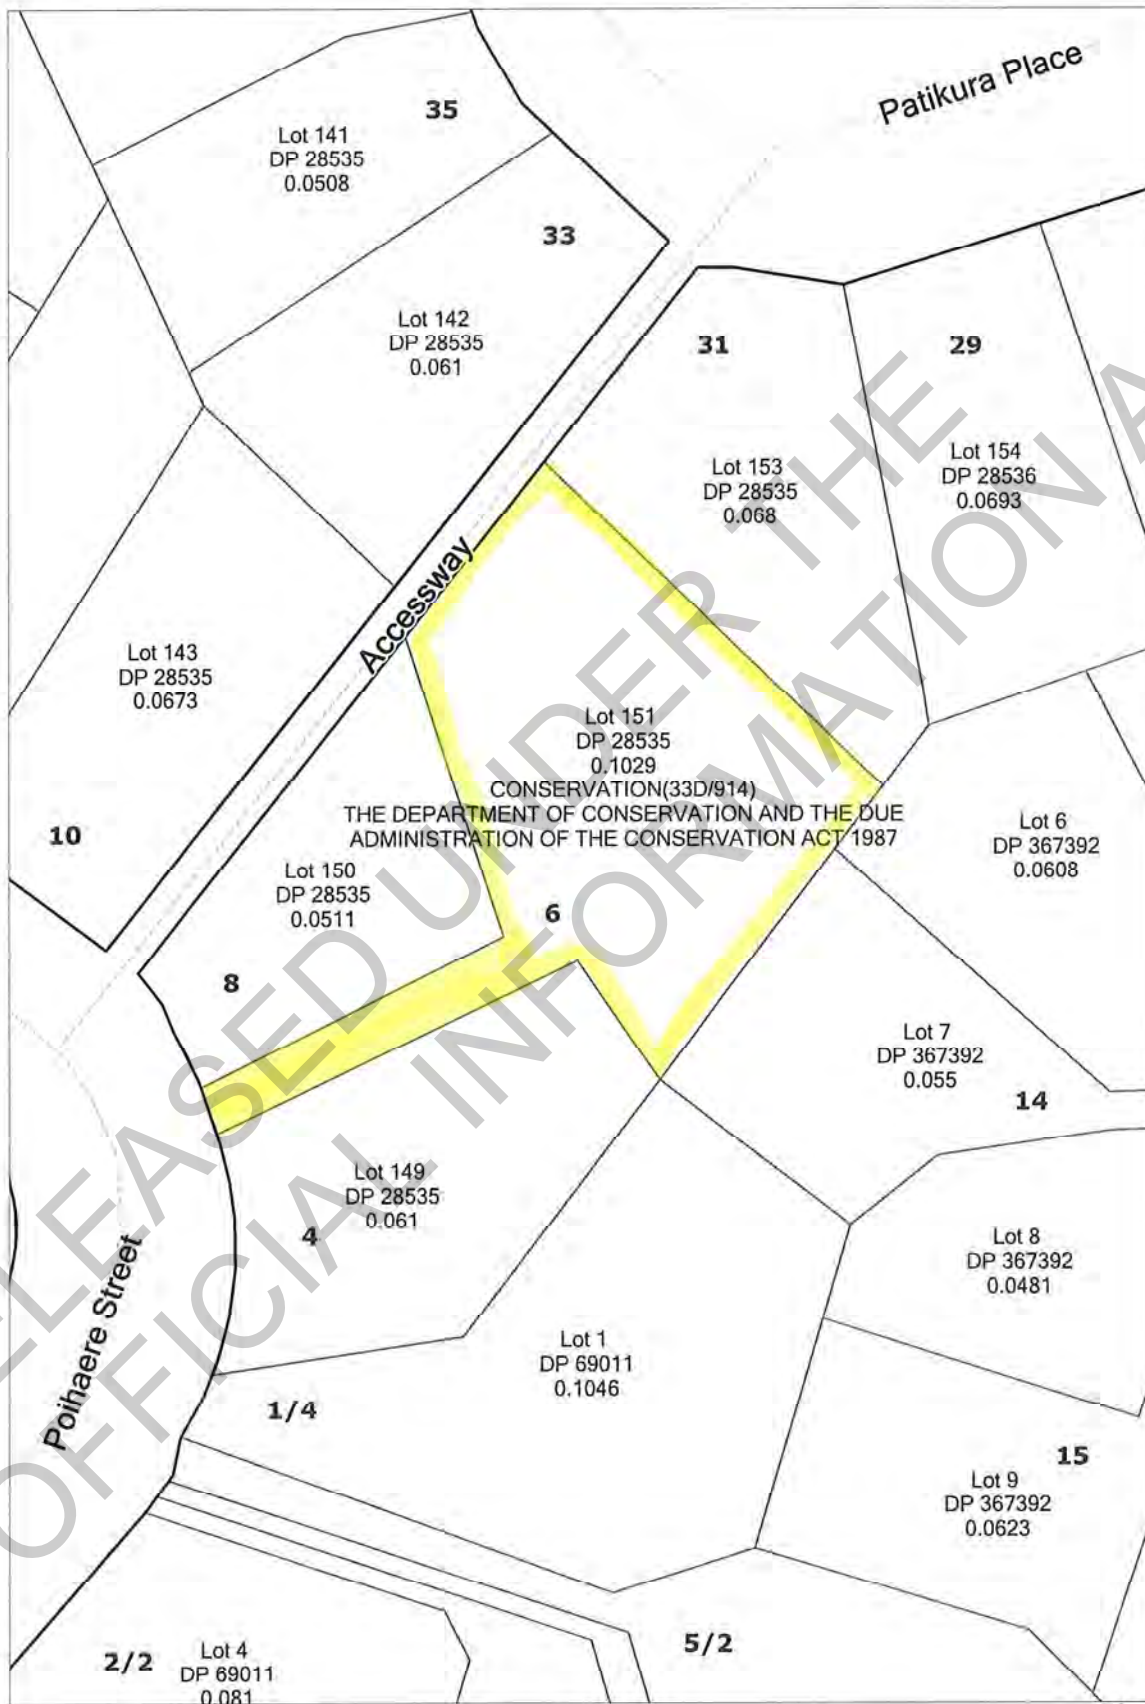 Patikura Place
35
Lot 141
DP 28535
0.0508
33
Lot 142
DP 28535
0.061
31
29
Lot 153
DP 28535
0.068
Lot 154
DP 28536
0.0693
Accessway
Lot 143
DP 28535
0.0673
Lot 151
DP 28535
0.1029
CONSERVATION(33D/914)
THE DEPARTMENT OF CONSERVATION AND THE DUE
ADMINISTRATION OF THE CONSERVATION ACT 1987
10
Lot 6
DP 367392
0.0608
Lot 150
DP 28535
0.0511
6
8
Lot 7
DP 367392
0.055
14
Lot 149
DP 28535
0.061
4
Lot 8
DP 367392
0.0481
Poihaere Street
Lot 1
DP 69011
0.1046
1/4
15
Lot 9
DP 367392
0.0623
5/2
2/2
Lot 4
DP 69011
0.081
RELEASED UNDER THE
OFFICIAL INFORMATION A